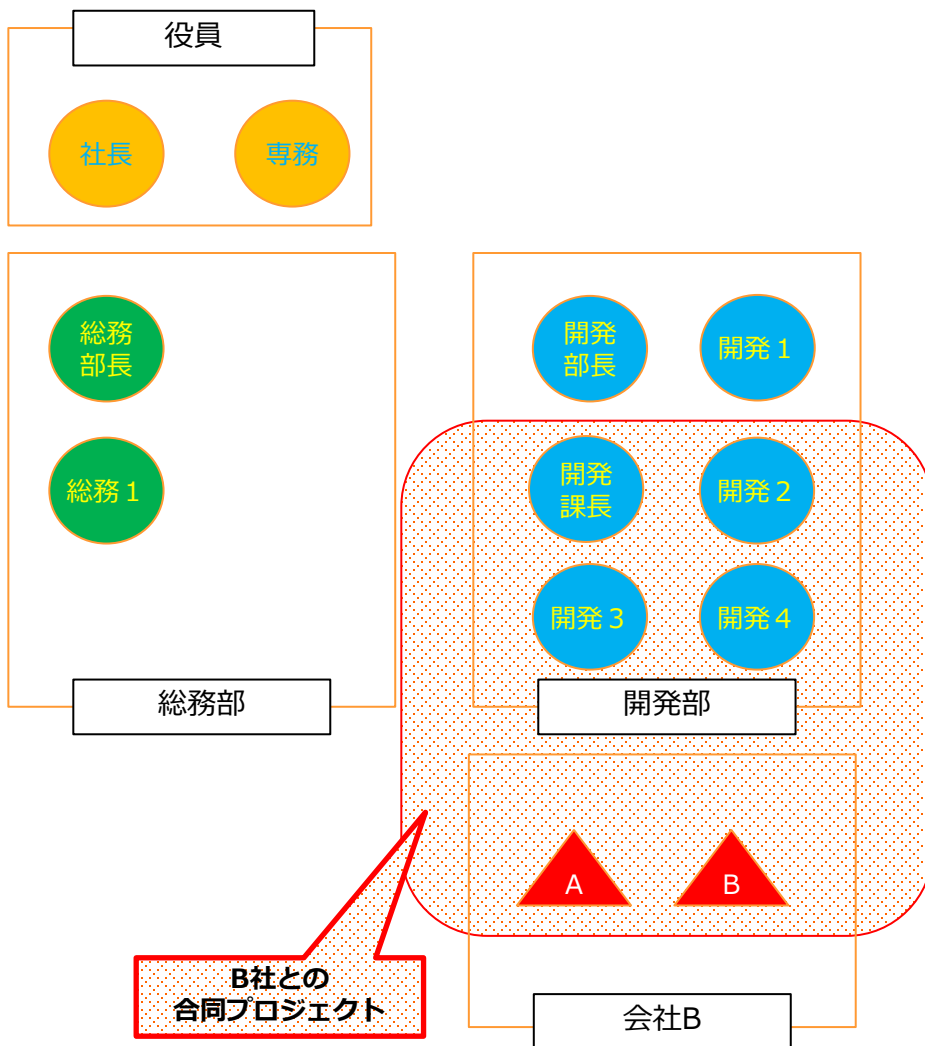 役員
社長
専務
総務
部長
総務1
総務部
開発
部長
開発1
開発
課長
開発2
開発3
開発4
開発部
A
B
B社との
合同プロジェクト
会社B